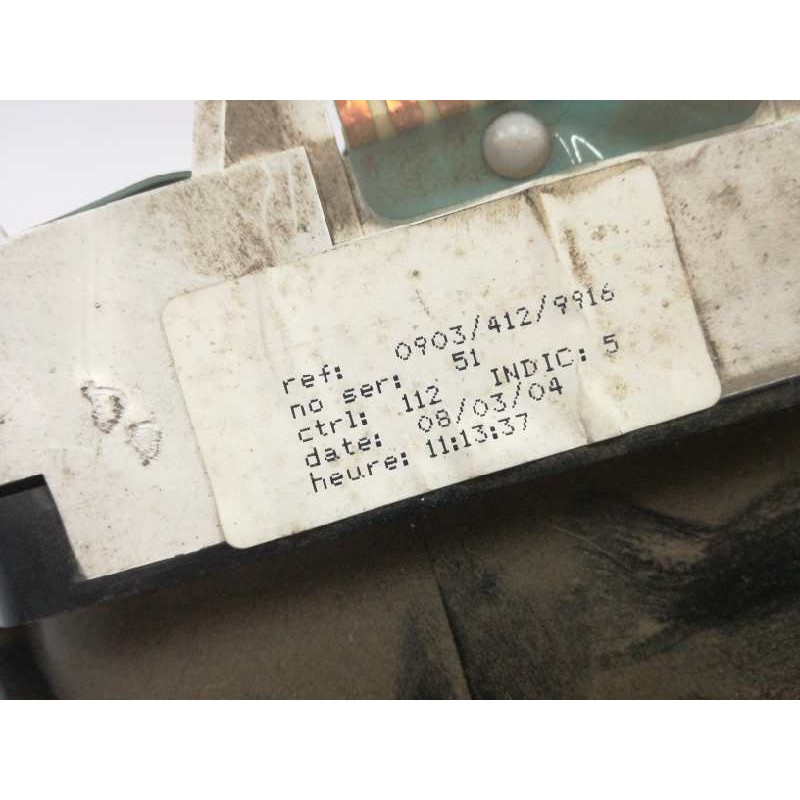 ref: 0903/412/9916
no ser: 51
ctrl: 112 INDIC: 5
date: 08/03/04
heure: 11:13:37